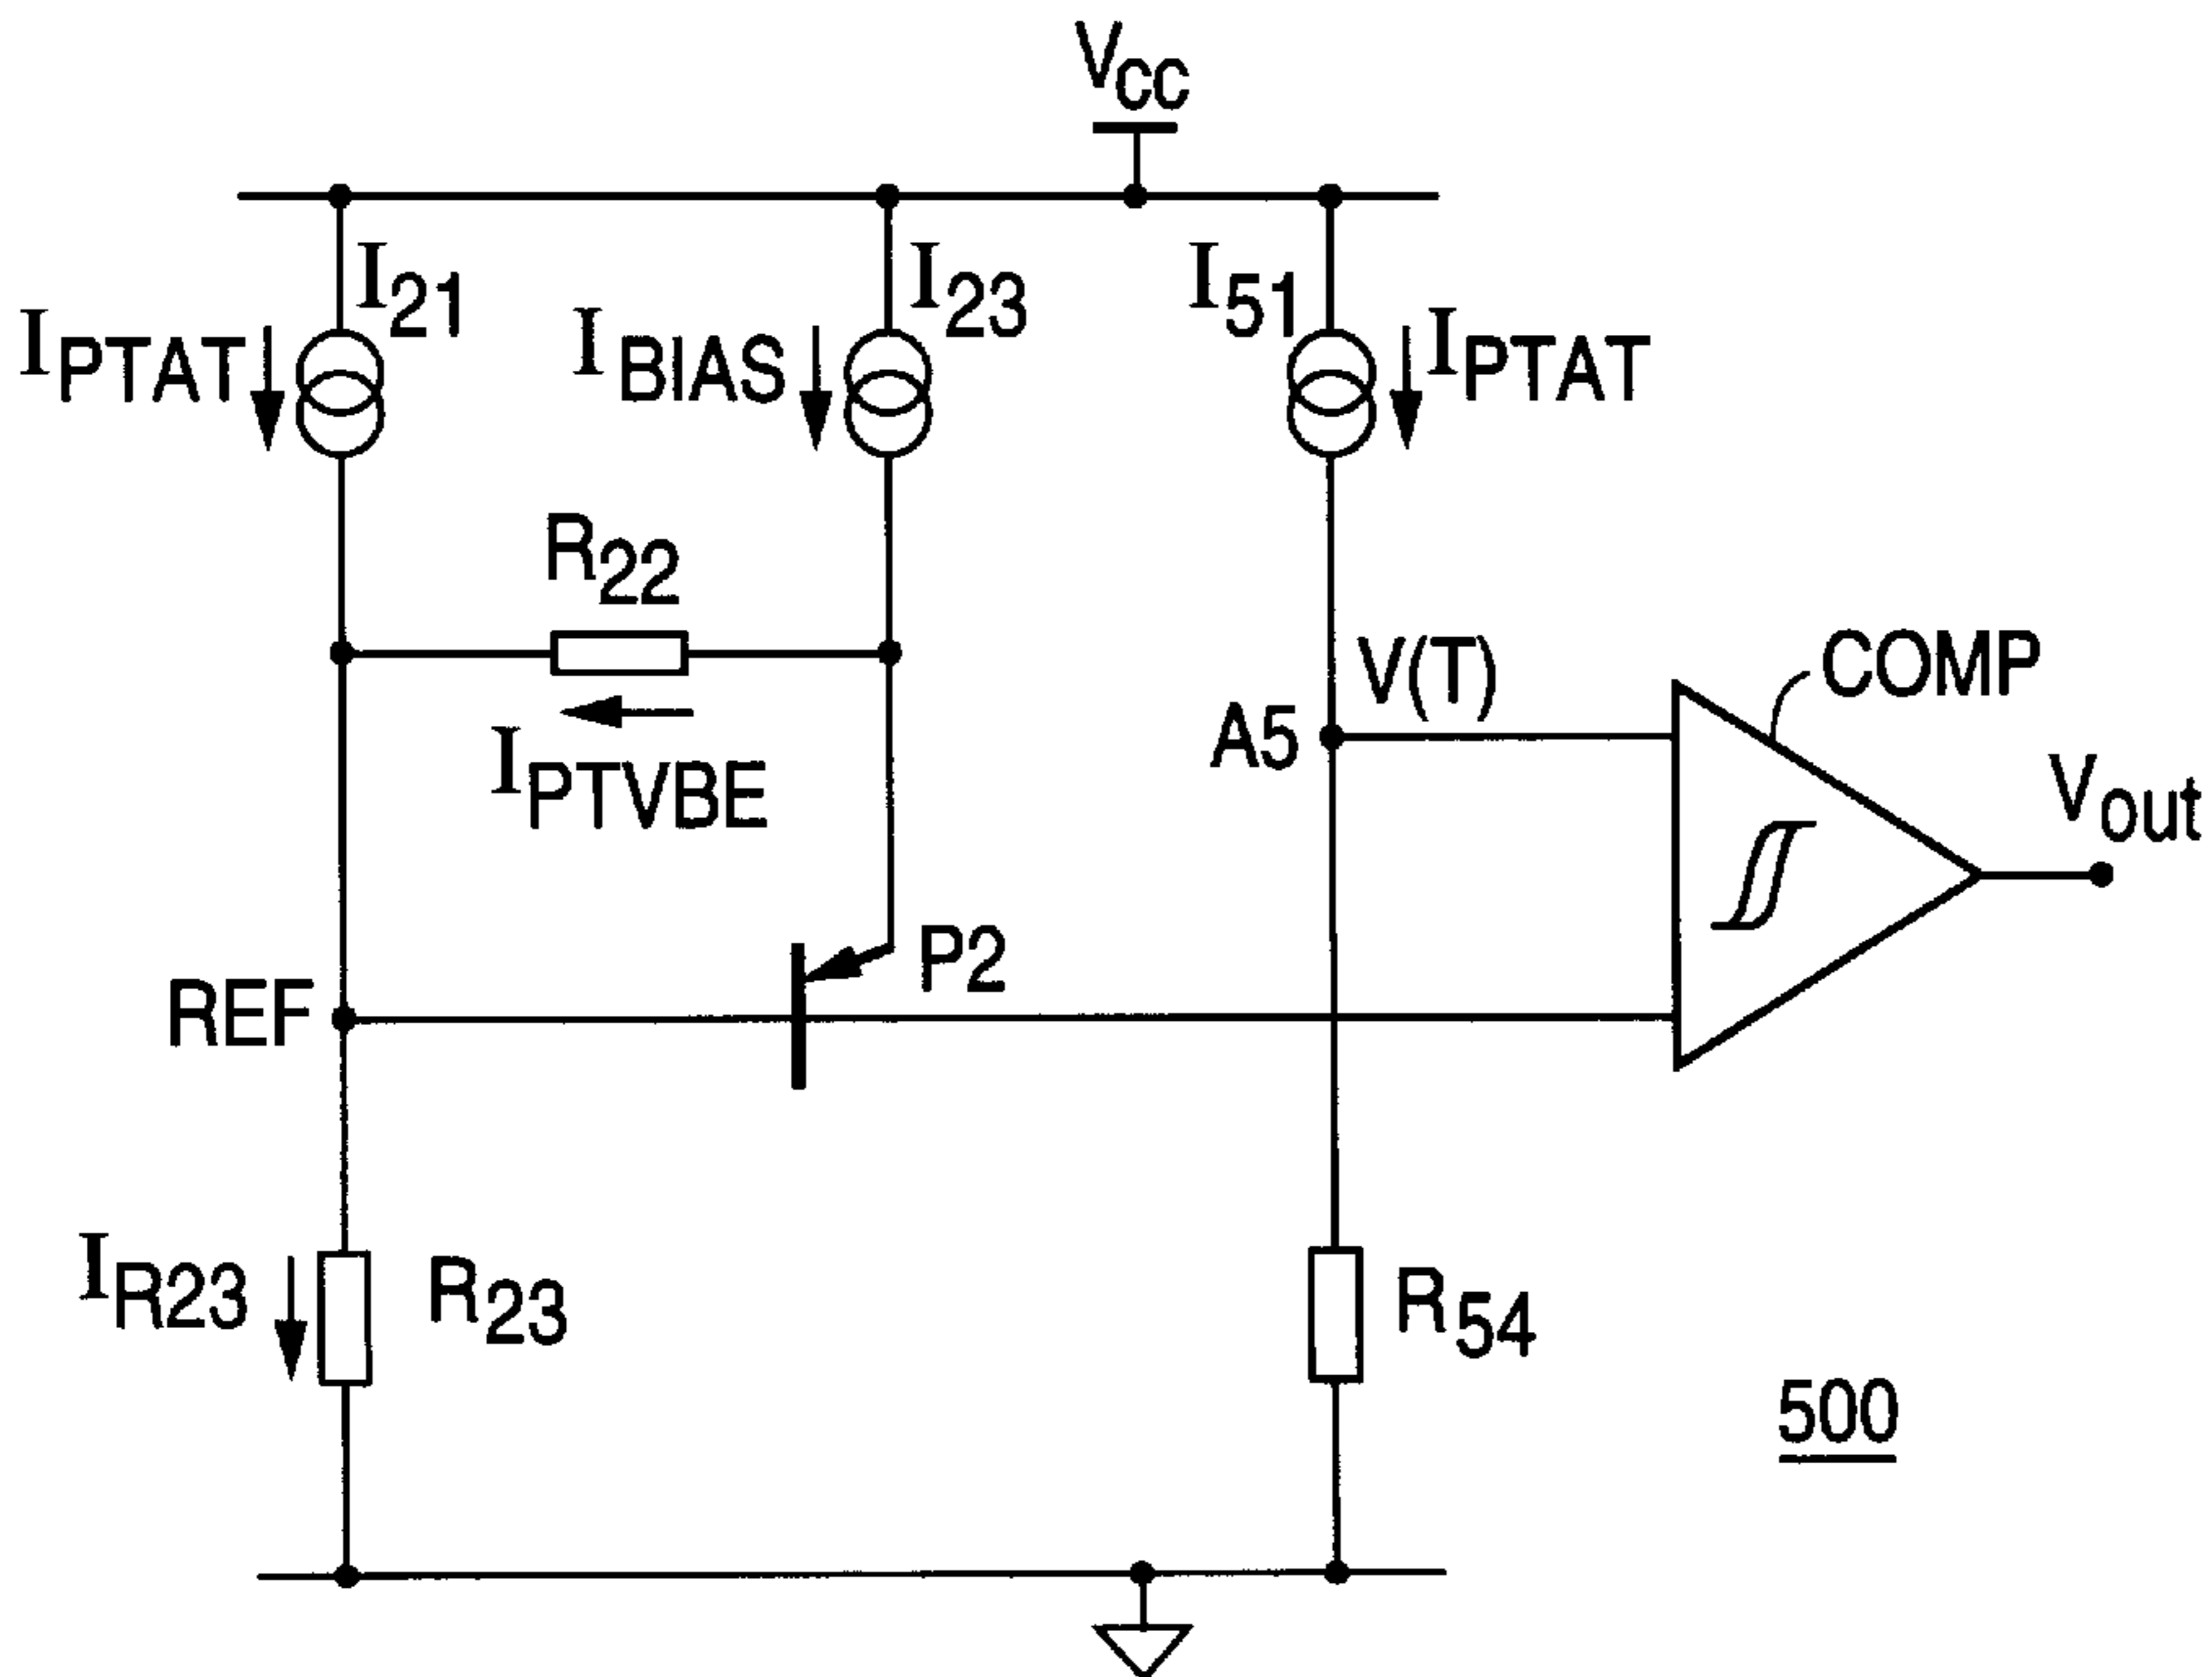 VCC
I21
I23
I51
IPTAT
IBIAS
IPTAT
R22
IPTVBE
V(T)
COMP
A5
Vout
P2
REF
IR23
R23
R54
500